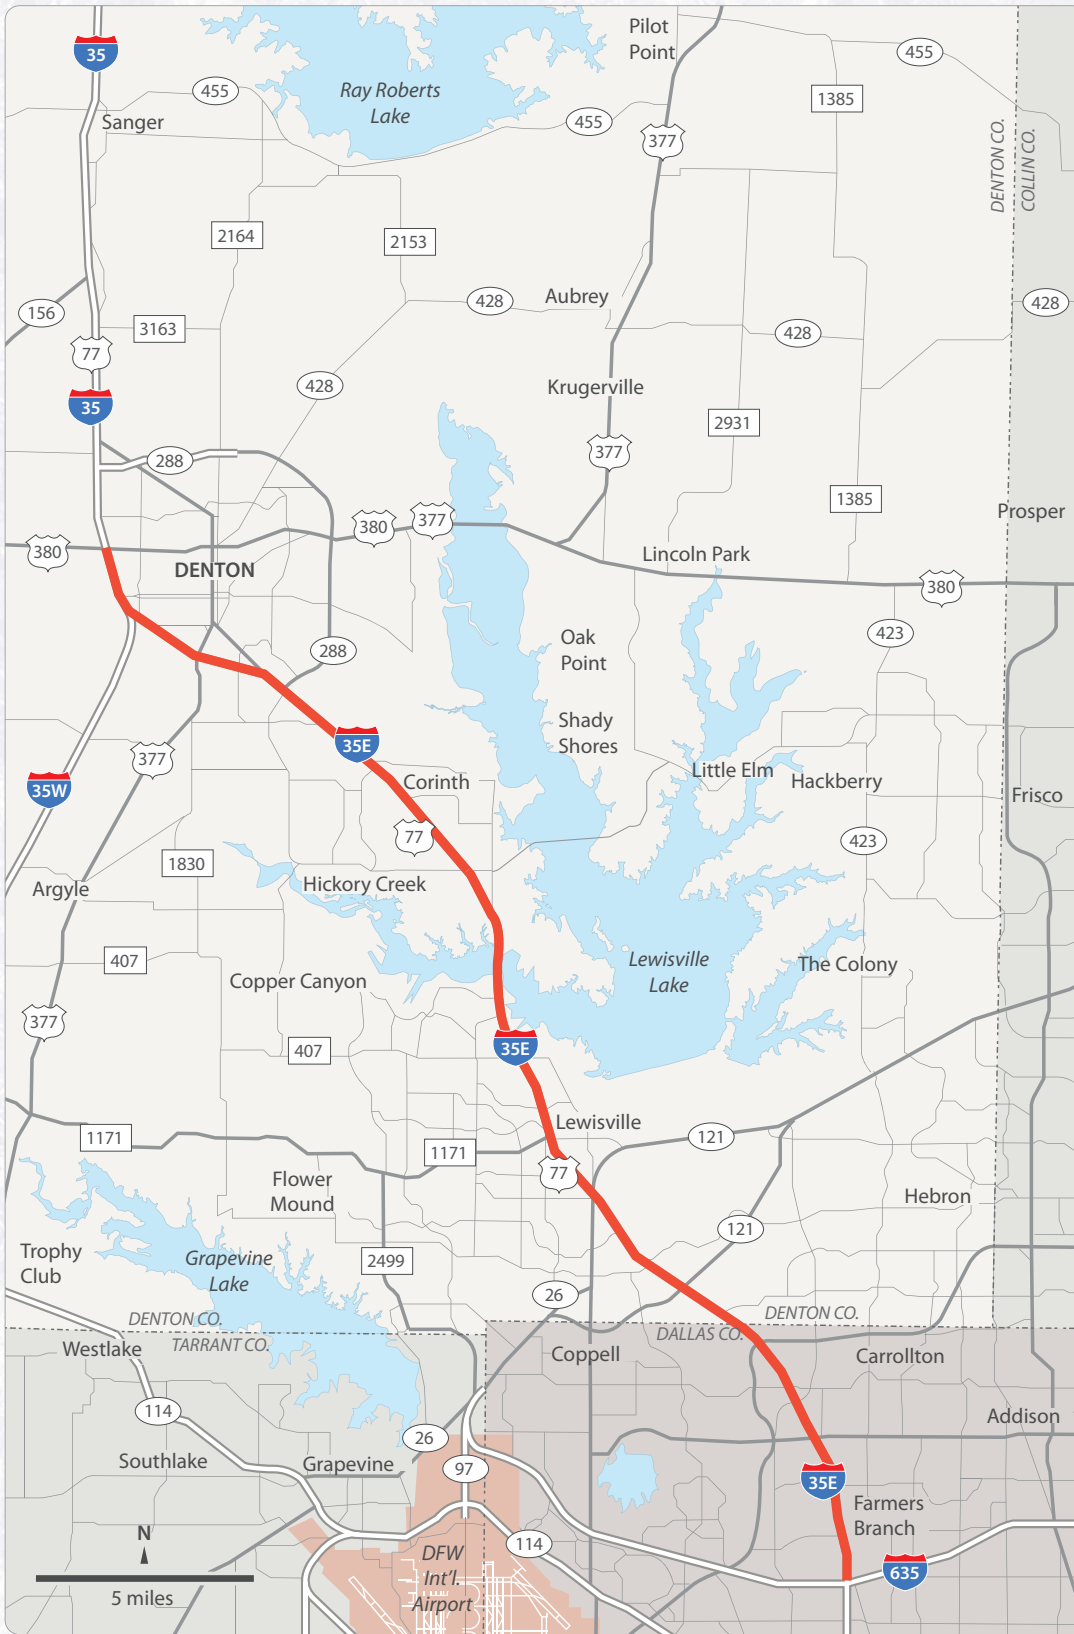 Pilot
Point
35
455
455
1385
Ray Roberts
Lake
455
Sanger
377
DENTON CO.
COLLIN CO.
2164
2153
428
Aubrey
428
156
3163
428
77
428
Krugerville
35
2931
377
288
1385
Prosper
380
377
380
Lincoln Park
DENTON
380
423
Oak
Point
288
Shady
Shores
35E
377
Little Elm
Hackberry
Corinth
35W
Frisco
77
423
1830
Hickory Creek
Argyle
407
Lewisville
Lake
The Colony
Copper Canyon
377
407
35E
Lewisville
1171
121
1171
77
Flower
Mound
Hebron
121
Trophy
Club
Grapevine
Lake
2499
26
DENTON CO.
DENTON CO.
TARRANT CO.
DALLAS CO.
Westlake
Coppell
Carrollton
114
Addison
26
Southlake
Grapevine
97
35E
Farmers
Branch
N
114
DFW
Int'l.
Airport
635
5 miles